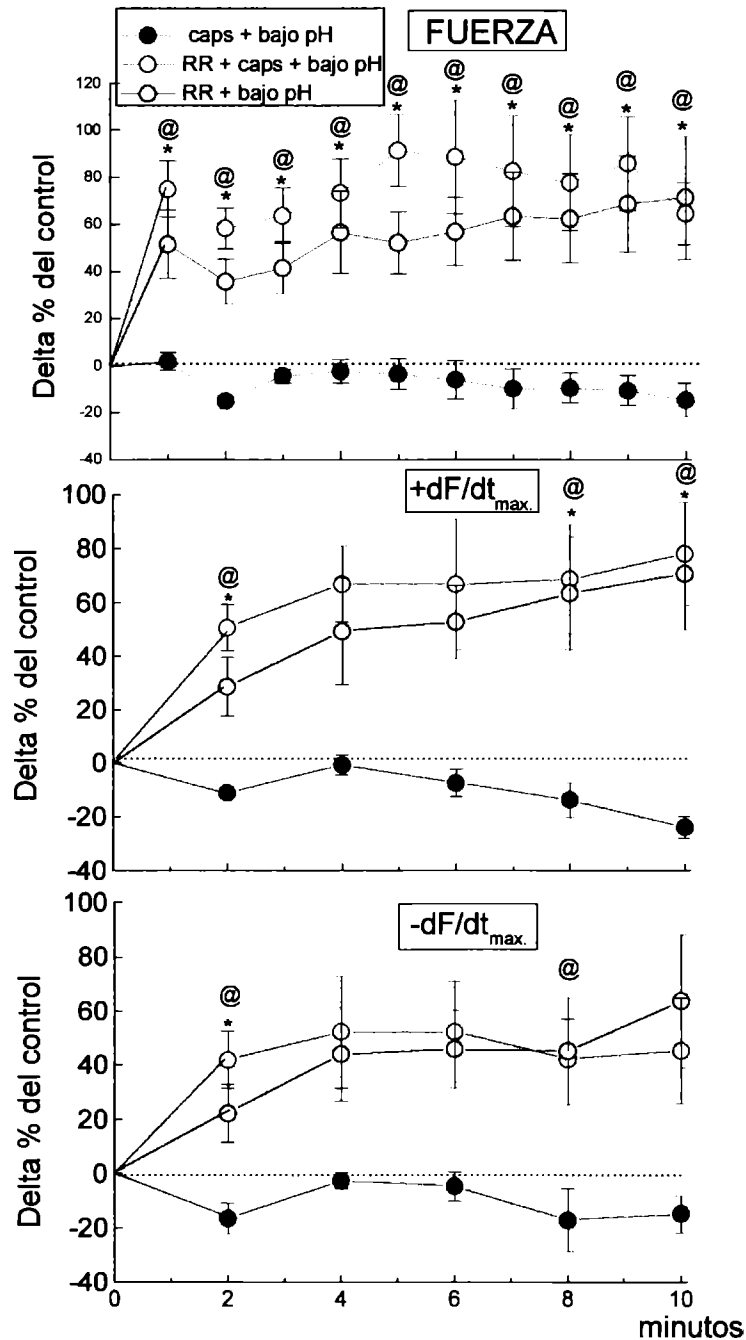 caps + bajo pH
RR + caps + bajo pH
RR + bajo pH
FUERZA
Delta % del control
120
100
80
60
40
20
0
-20
-40
@ @ @ @ @ @ @ @ @ @
* * * * * * * * * *
+dF/dt max.
Delta % del control
100
80
60
40
20
0
-20
-40
@ @ @
* * *
-dF/dt max.
Delta % del control
100
80
60
40
20
0
-20
-40
@ @
*
0 2 4 6 8 10
minutos